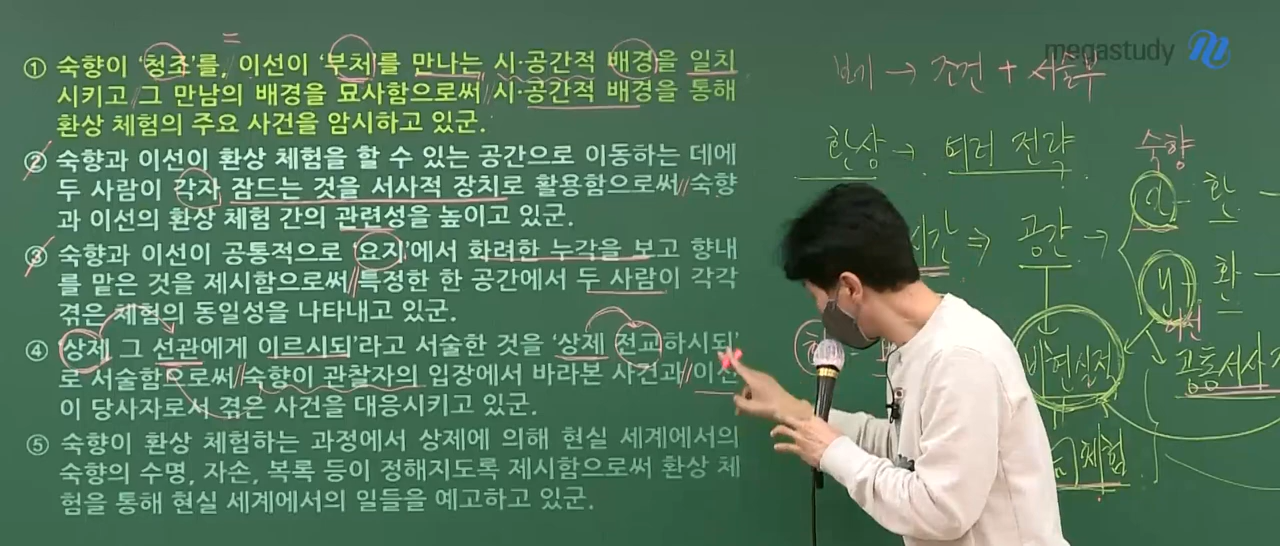 megastudy
① 숙향이 '청조'를, 이선이 '부처'를 만나는 시·공간적 배경을 일치
시키고 그 만남의 배경을 묘사함으로써 시·공간적 배경을 통해
환상 체험의 주요 사건을 암시하고 있군.
② 숙향과 이선이 환상 체험을 할 수 있는 공간으로 이동하는 데에
두 사람이 각자 잠드는 것을 서사적 장치로 활용함으로써 숙향
과 이선의 환상 체험 간의 관련성을 높이고 있군.
③ 숙향과 이선이 공통적으로 '요지'에서 화려한 누각을 보고 향내
를 맡은 것을 제시함으로써 특정한 한 공간에서 두 사람이 각각
겪은 체험의 동일성을 나타내고 있군.
④ '상제 그 선관에게 이르시되'라고 서술한 것을 '상제 전교하시되'
로 서술함으로써 숙향이 관찰자의 입장에서 바라본 사건과 이선
이 당사자로서 겪은 사건을 대응시키고 있군.
⑤ 숙향이 환상 체험하는 과정에서 상제에 의해 현실 세계에서의
숙향의 수명, 자손, 복록 등이 정해지도록 제시함으로써 환상 체
험을 통해 현실 세계에서의 일들을 예고하고 있군.
보기 → 조건 + 서술부
환상 → 여러 전략
숙향
환
시간 ⇒ 공간 →
환
이선
비현실적
공통서사
체험